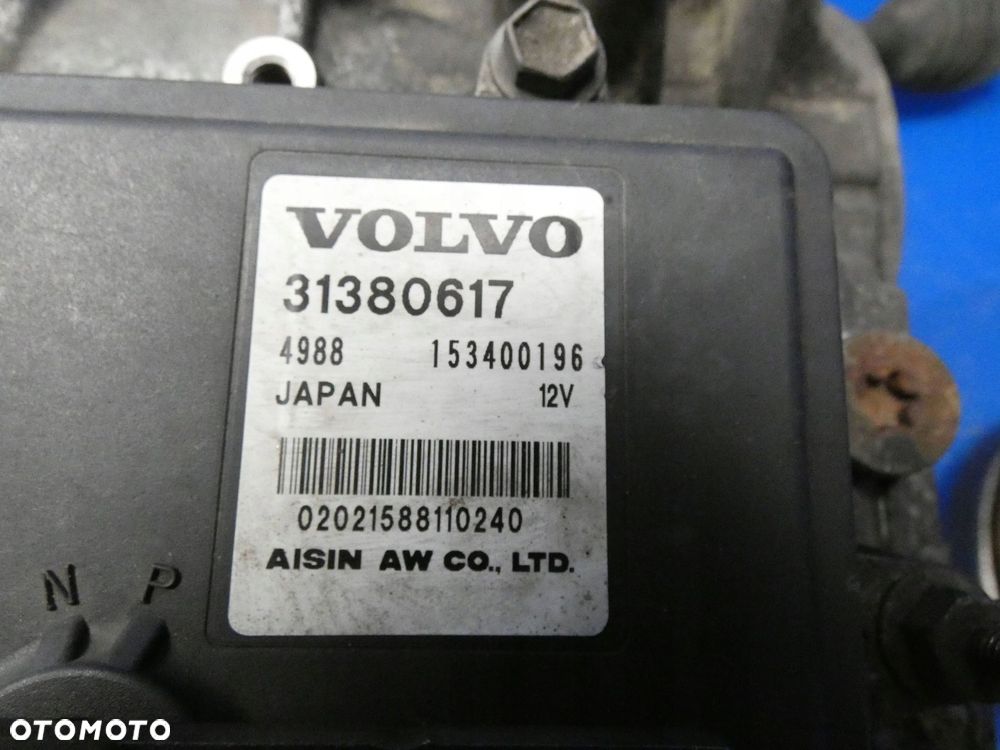 VOLVO
31380617
4988 153400196
JAPAN 12V
02021588110240
AISIN AW CO., LTD.
N P
OTOMOTO